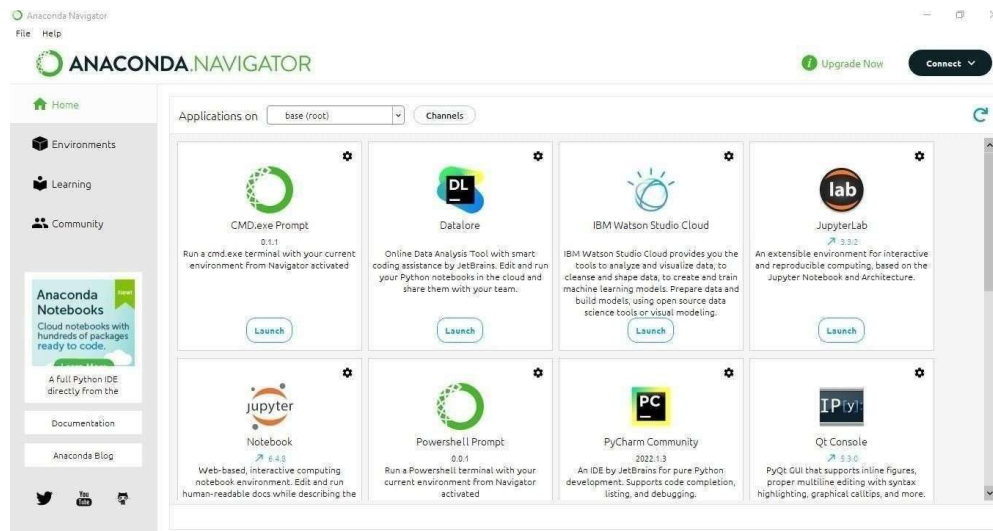 Anaconda Navigator
File Help
ANACONDA.NAVIGATOR
i Upgrade Now
Connect
Home
Environments
Learning
Community
Applications on base (root) Channels
CMD.exe Prompt
0.1.1
Run a cmd.exe terminal with your current
environment from Navigator activated
Launch
DL
Datalore
Online Data Analysis Tool with smart
coding assistance by JetBrains. Edit and run
your Python notebooks in the cloud and
share them with your team.
Launch
IBM Watson Studio Cloud
IBM Watson Studio Cloud provides you the
tools to analyze and visualize data, to
cleanse and shape data, to create and train
machine learning models. Prepare data and
build models, using open source data
science tools or visual modeling.
Launch
lab
JupyterLab
3.3.2
An extensible environment for interactive
and reproducible computing, based on the
Jupyter Notebook and Architecture.
Launch
jupyter
Notebook
6.4.8
Web-based, interactive computing
notebook environment. Edit and run
human-readable docs while describing the
Powershell Prompt
0.0.1
Run a Powershell terminal with your
current environment from Navigator
activated
PC
PyCharm Community
2022.1.3
An IDE by JetBrains for pure Python
development. Supports code completion,
listing, and debugging.
IP[y]:
Qt Console
5.3.0
PyQt GUI that supports inline figures,
proper multiline editing with syntax
highlighting, graphical calltips, and more.
Anaconda
Notebooks
Cloud notebooks with
hundreds of packages
ready to code.
A full Python IDE
directly from the
Documentation
Anaconda Blog
You
Tube